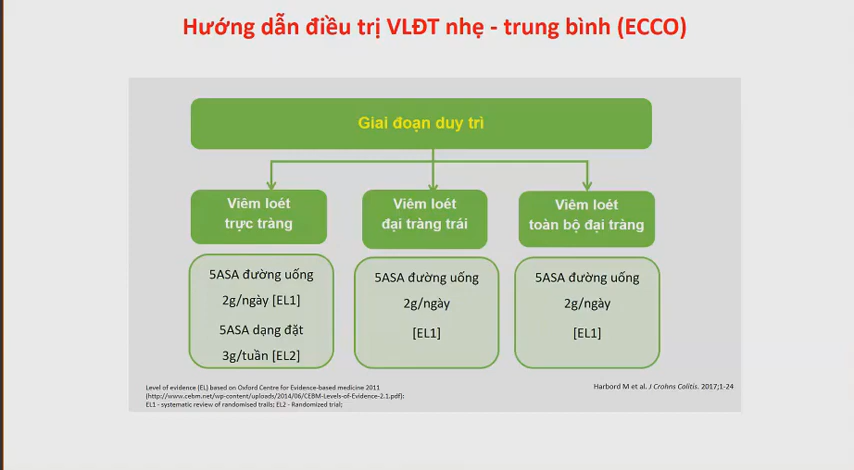 Hướng dẫn điều trị VLĐT nhẹ - trung bình (ECCO)
Giai đoạn duy trì
Viêm loét
trực tràng
Viêm loét
đại tràng trái
Viêm loét
toàn bộ đại tràng
5ASA đường uống
2g/ngày [EL1]
5ASA dạng đặt
3g/tuần [EL2]
5ASA đường uống
2g/ngày
[EL1]
5ASA đường uống
2g/ngày
[EL1]
Level of evidence (EL) based on Oxford Centre for Evidence-based medicine 2011
(http://www.cebm.net/wp-content/uploads/2014/06/CEBM-Levels-of-Evidence-2.1.pdf):
EL1 - systematic review of randomised trails; EL2 - Randomized trial;
Harbord M et al. J Crohns Colitis. 2017;1-24